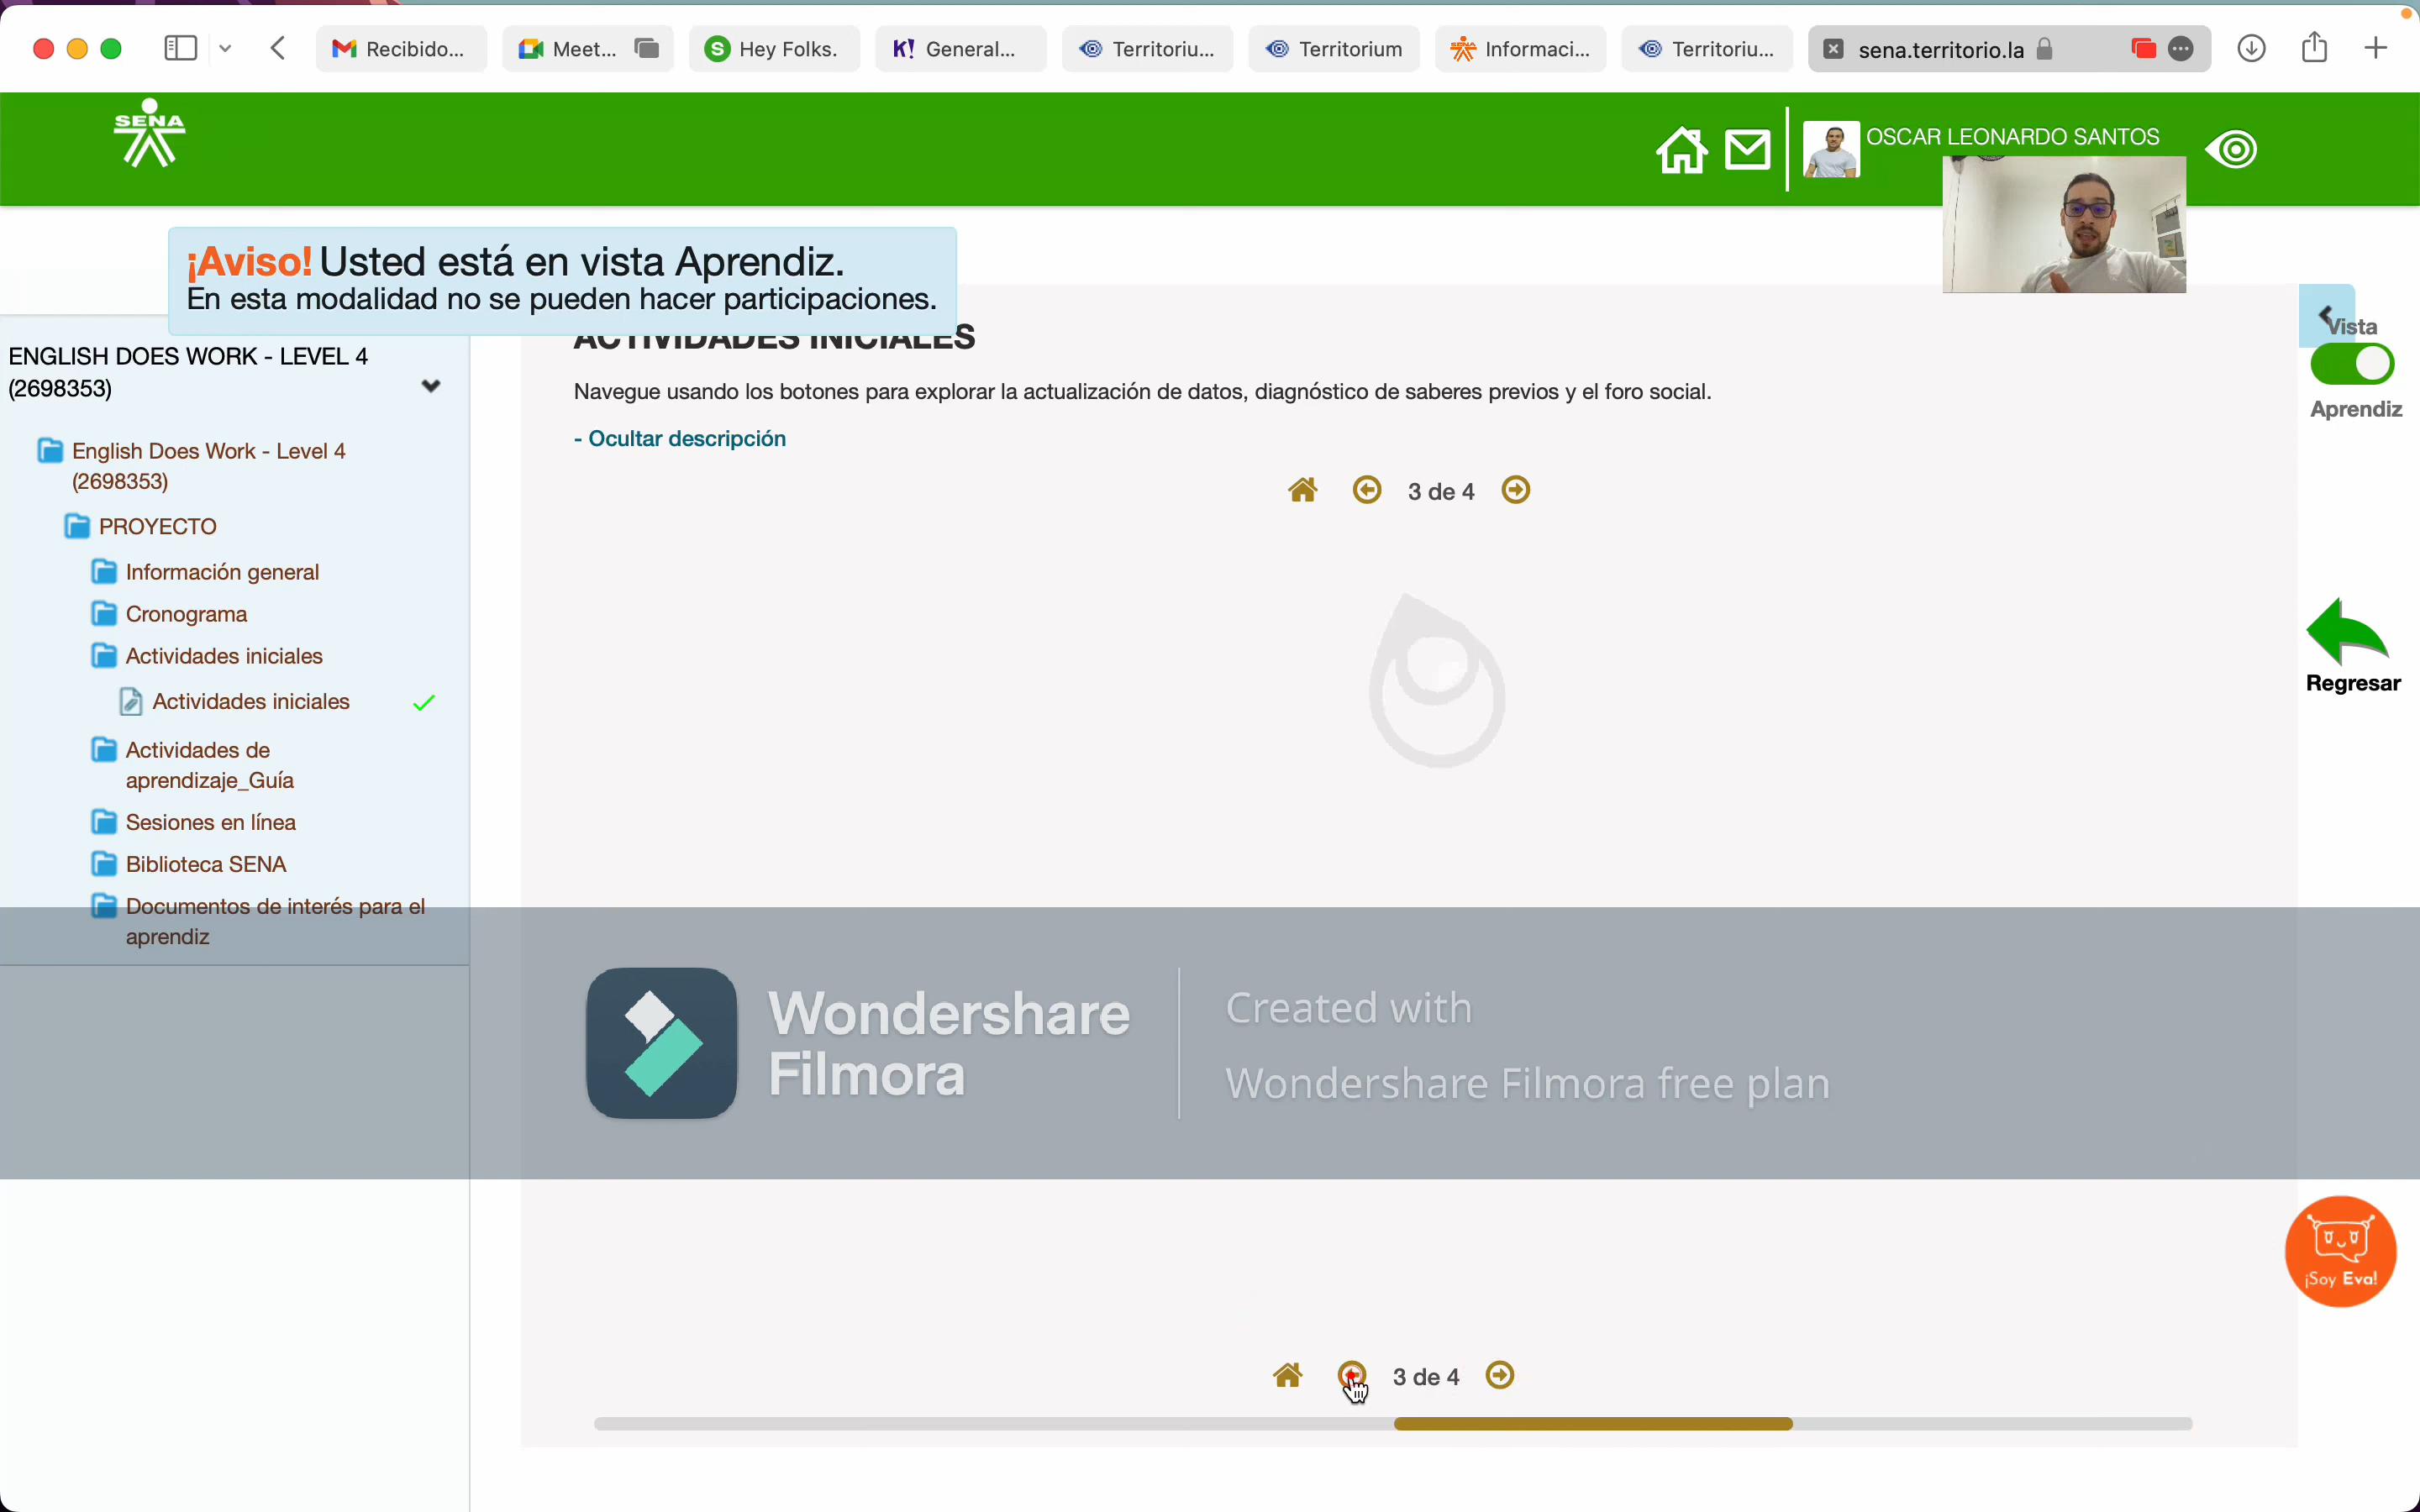 Recibido...
Meet...
Hey Folks.
K! General...
Territoriu...
Territorium
Informaci...
Territoriu...
sena.territorio.la
SENA
OSCAR LEONARDO SANTOS
¡Aviso! Usted está en vista Aprendiz.
En esta modalidad no se pueden hacer participaciones.
ENGLISH DOES WORK - LEVEL 4
(2698353)
English Does Work - Level 4
(2698353)
PROYECTO
Información general
Cronograma
Actividades iniciales
Actividades iniciales
Actividades de
aprendizaje_Guía
Sesiones en línea
Biblioteca SENA
Documentos de interés para el
aprendiz
ACTIVIDADES INICIALES
Navegue usando los botones para explorar la actualización de datos, diagnóstico de saberes previos y el foro social.
- Ocultar descripción
3 de 4
Vista
Aprendiz
Regresar
Wondershare
Filmora
Created with
Wondershare Filmora free plan
¡Soy Eva!
3 de 4